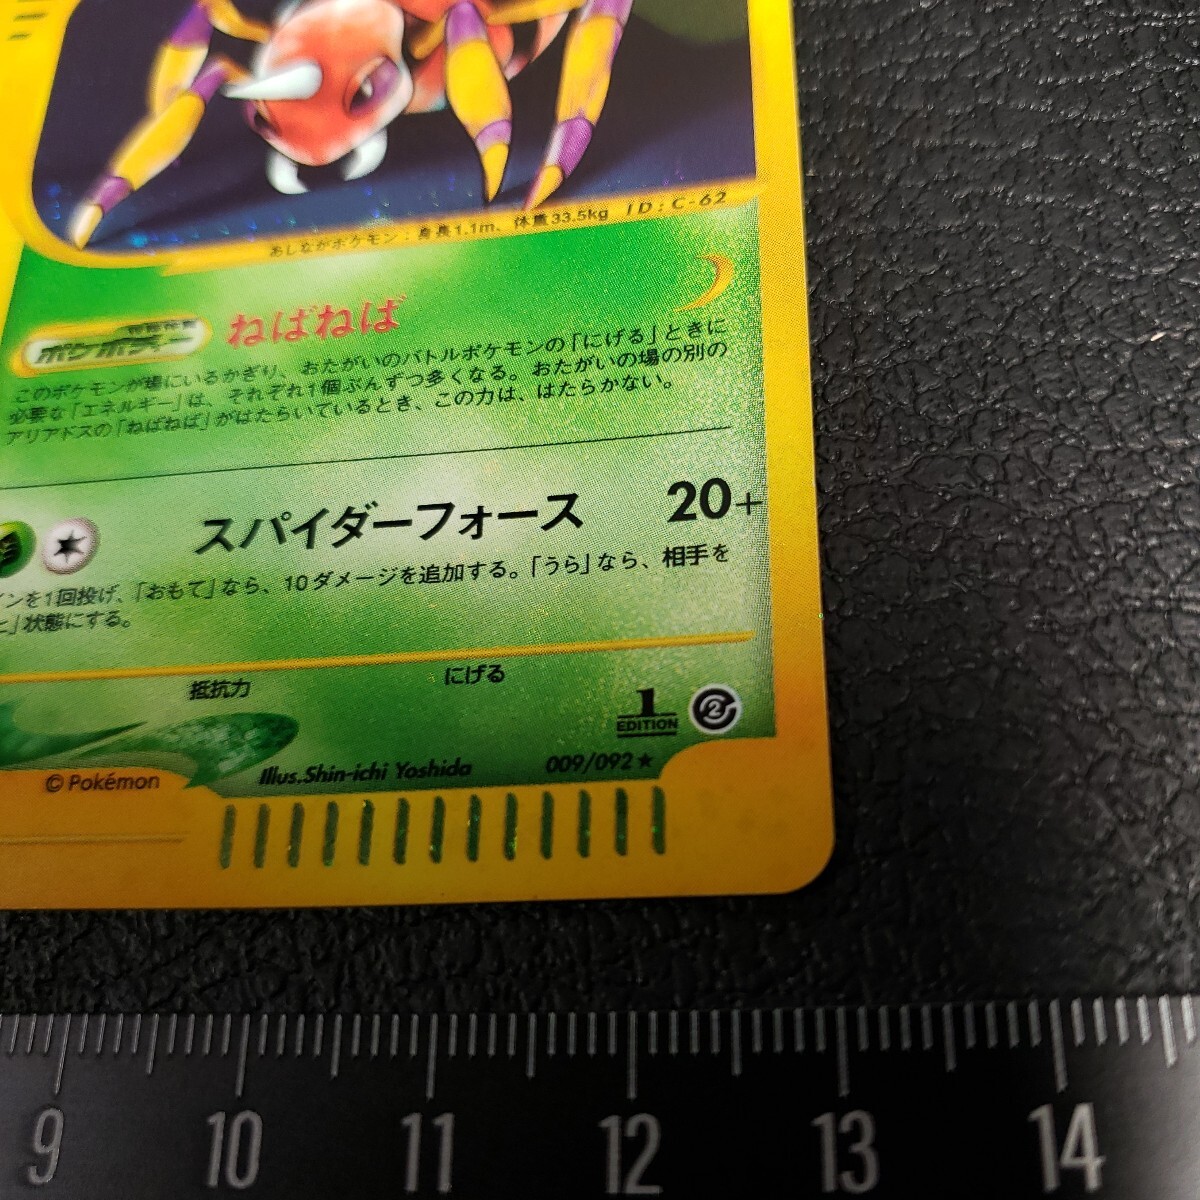 あしながポケモン：身長1.1m、体重33.5kg ID：C-62
ポケボディー ねばねば
このポケモンが場にいるかぎり、おたがいのバトルポケモンの「にげる」ときに
必要な「エネルギー」は、それぞれ1個ぶんずつ多くなる。おたがいの場の別の
アリアドスの「ねばねば」がはたらいているとき、この力は、はたらかない。
スパイダーフォース 20+
インを1回投げ、「おもて」なら、10ダメージを追加する。「うら」なら、相手を
」状態にする。
抵抗力 にげる
1 EDITION 2
© Pokémon Illus.Shin-ichi Yoshida 009/092★
9 10 11 12 13 14